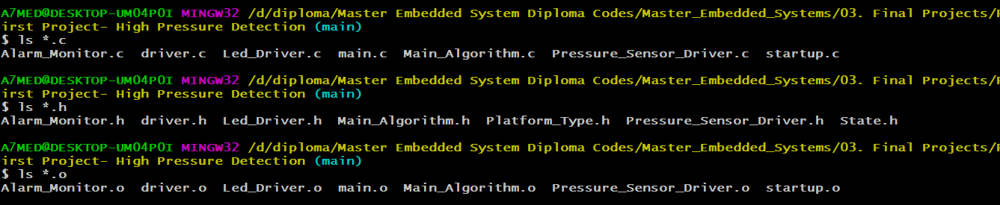 A7MED@DESKTOP-UMO4POI MINGW32 /d/diploma/Master Embedded System Diploma Codes/Master_Embedded_Systems/03. Final Projects/F
irst Project- High Pressure Detection (main)
$ ls *.c
Alarm_Monitor.c  driver.c  Led_Driver.c  main.c  Main_Algorithm.c  Pressure_Sensor_Driver.c  startup.c
A7MED@DESKTOP-UMO4POI MINGW32 /d/diploma/Master Embedded System Diploma Codes/Master_Embedded_Systems/03. Final Projects/F
irst Project- High Pressure Detection (main)
$ ls *.h
Alarm_Monitor.h  driver.h  Led_Driver.h  Main_Algorithm.h  Platform_Type.h  Pressure_Sensor_Driver.h  State.h
A7MED@DESKTOP-UMO4POI MINGW32 /d/diploma/Master Embedded System Diploma Codes/Master_Embedded_Systems/03. Final Projects/F
irst Project- High Pressure Detection (main)
$ ls *.o
Alarm_Monitor.o  driver.o  Led_Driver.o  main.o  Main_Algorithm.o  Pressure_Sensor_Driver.o  startup.o